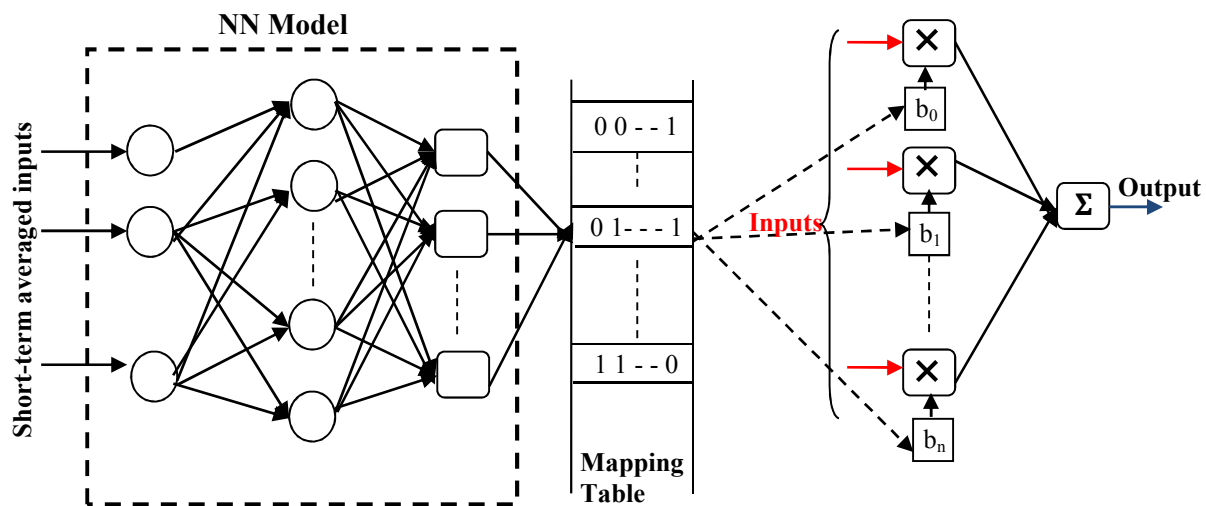 NN Model
Short-term averaged inputs
0 0 - - 1
0 1 - - - 1
1 1 - - 0
Mapping
Table
Inputs
×
b0
×
b1
×
bn
Σ
Output